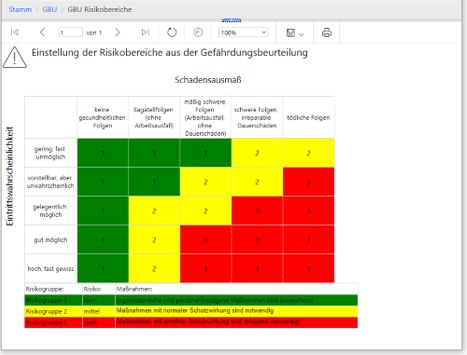 Stamm > GBU > GBU Risikobereiche
1 von 1 100%
Einstellung der Risikobereiche aus der Gefährdungsbeurteilung
Schadensausmaß
Eintrittswahrscheinlichkeit
keine gesundheitlichen Folgen
Bagatellfolgen (ohne Arbeitsausfall)
mäßig schwere Folgen (Arbeitsausfall, ohne Dauerschäden)
schwere Folgen, irreparable Dauerschäden
tödliche Folgen
gering, fast unmöglich 1 1 1 2 2
vorstellbar, aber unwahrscheinlich 1 1 2 2 3
gelegentlich möglich 1 2 2 3 3
gut möglich 1 2 3 3 3
hoch, fast gewiss 1 2 3 3 3
Risikogruppe: Risiko: Maßnahmen:
Risikogruppe 1 klein organisatorische und personenbezogene Maßnahmen sind ausreichend
Risikogruppe 2 mittel Maßnahmen mit normaler Schutzwirkung sind notwendig
Risikogruppe 3 groß Maßnahmen mit erhöhter Schutzwirkung sind dringend notwendig